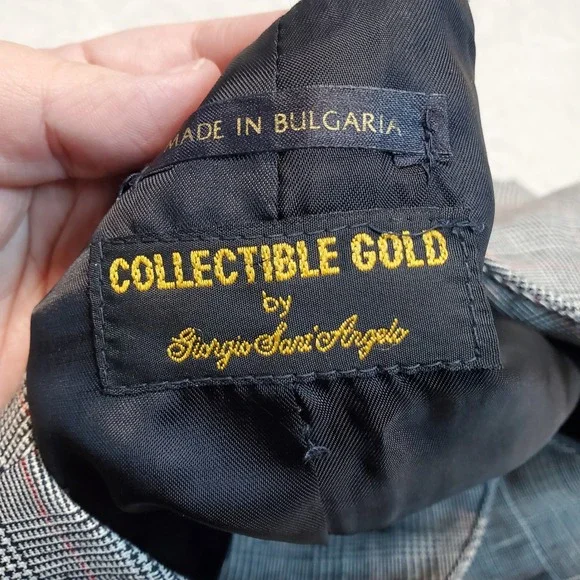 MADE IN BULGARIA
COLLECTIBLE GOLD
by
Giorgio Sant'Angelo